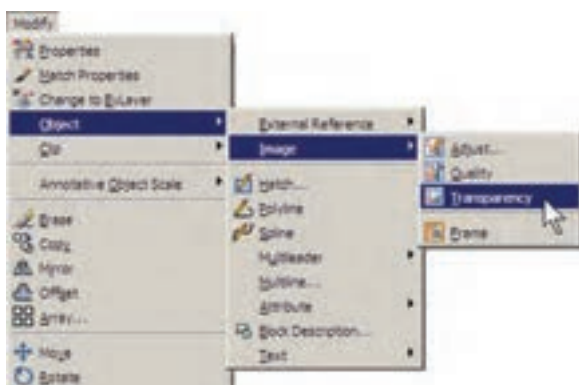 Modify
Properties
Match Properties
Change to ByLayer
Object
Clip
Annotative Object Scale
Erase
Copy
Mirror
Offset
Array...
Move
Rotate
External Reference
Image
Hatch...
Polyline
Spline
Multileader
Multiline...
Attribute
Block Description...
Text
Adjust...
Quality
Transparency
Frame